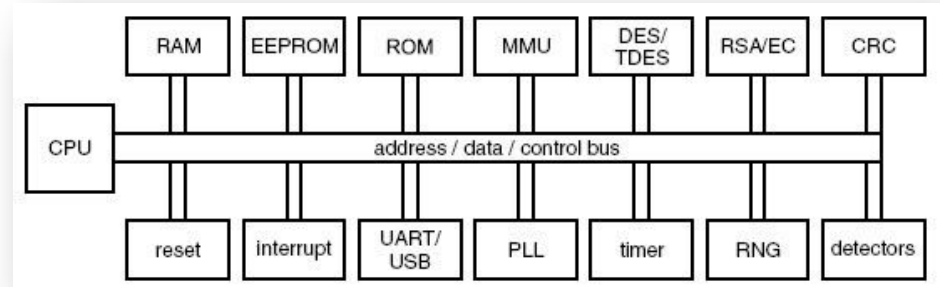 RAM
EEPROM
ROM
MMU
DES/
TDES
RSA/EC
CRC
CPU
address / data / control bus
reset
interrupt
UART/
USB
PLL
timer
RNG
detectors